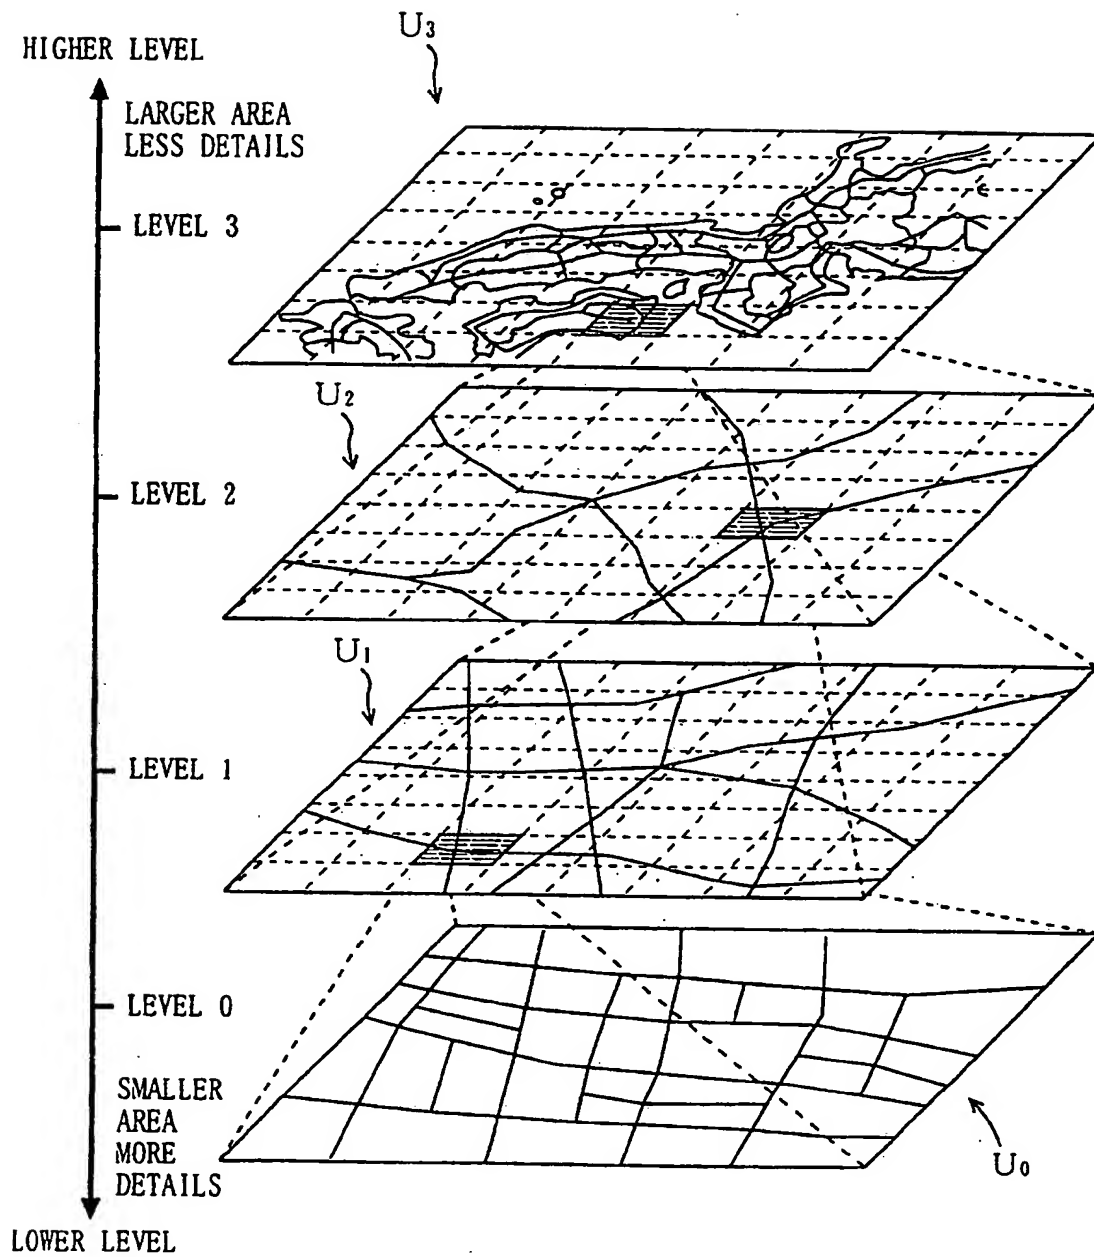 U3
HIGHER LEVEL
LARGER AREA
LESS DETAILS
LEVEL 3
U2
LEVEL 2
U1
LEVEL 1
LEVEL 0
SMALLER
AREA
MORE
DETAILS
U0
LOWER LEVEL